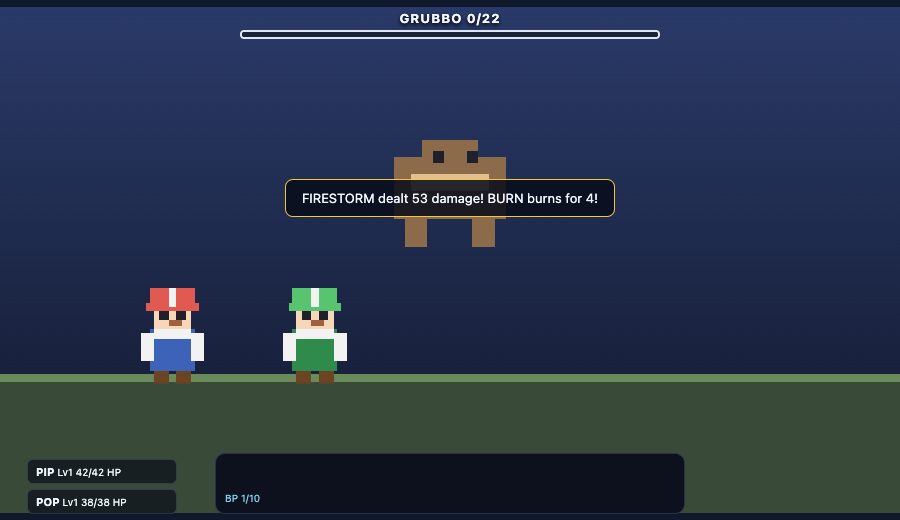 GRUBBO 0/22
FIRESTORM dealt 53 damage! BURN burns for 4!
PIP Lv1 42/42 HP
POP Lv1 38/38 HP
BP 1/10